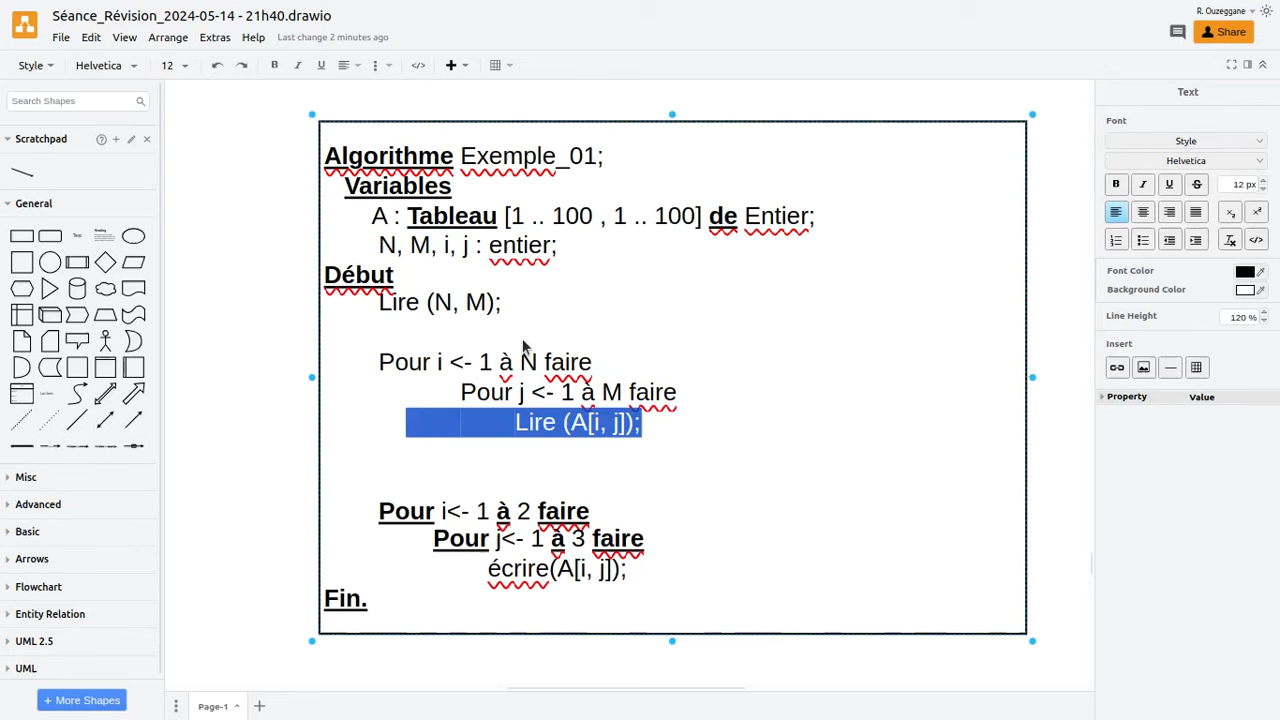 Séance_Révision_2024-05-14 - 21h40.drawio
R. Ouzeggane
File Edit View Arrange Extras Help Last change 2 minutes ago
Share
Style Helvetica 12 B I U
Search Shapes
Scratchpad
General
Text
Heading
Misc
Advanced
Basic
Arrows
Flowchart
Entity Relation
UML 2.5
UML
+ More Shapes
Algorithme Exemple_01;
Variables
A : Tableau [1 .. 100 , 1 .. 100] de Entier;
N, M, i, j : entier;
Début
Lire (N, M);
Pour i <- 1 à N faire
Pour j <- 1 à M faire
Lire (A[i, j]);
Pour i<- 1 à 2 faire
Pour j<- 1 à 3 faire
écrire(A[i, j]);
Fin.
Page-1
Text
Font
Style
Helvetica
B I U S 12 px
Font Color
Background Color
Line Height 120 %
Insert
Property Value